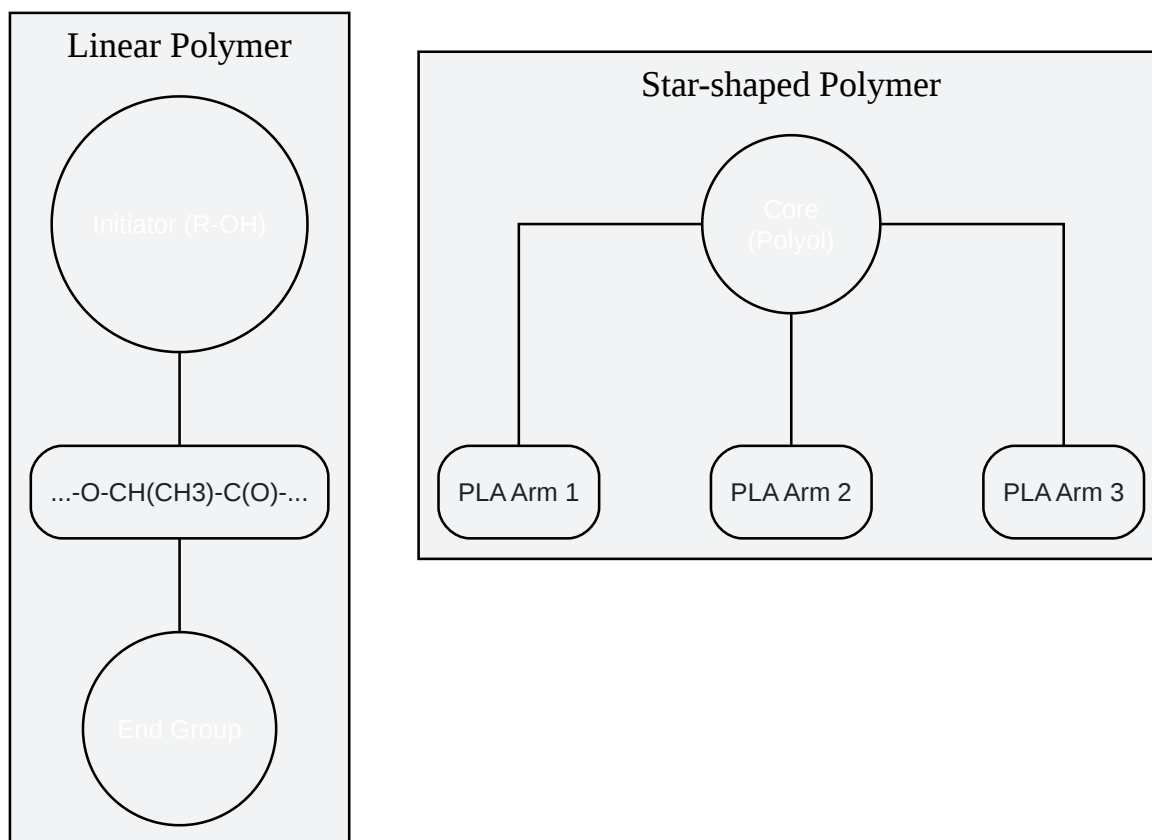 Linear Polymer
Initiator (R-OH)
...-O-CH(CH3)-C(O)-...
End Group
Star-shaped Polymer
Core
(Polyol)
PLA Arm 1
PLA Arm 2
PLA Arm 3